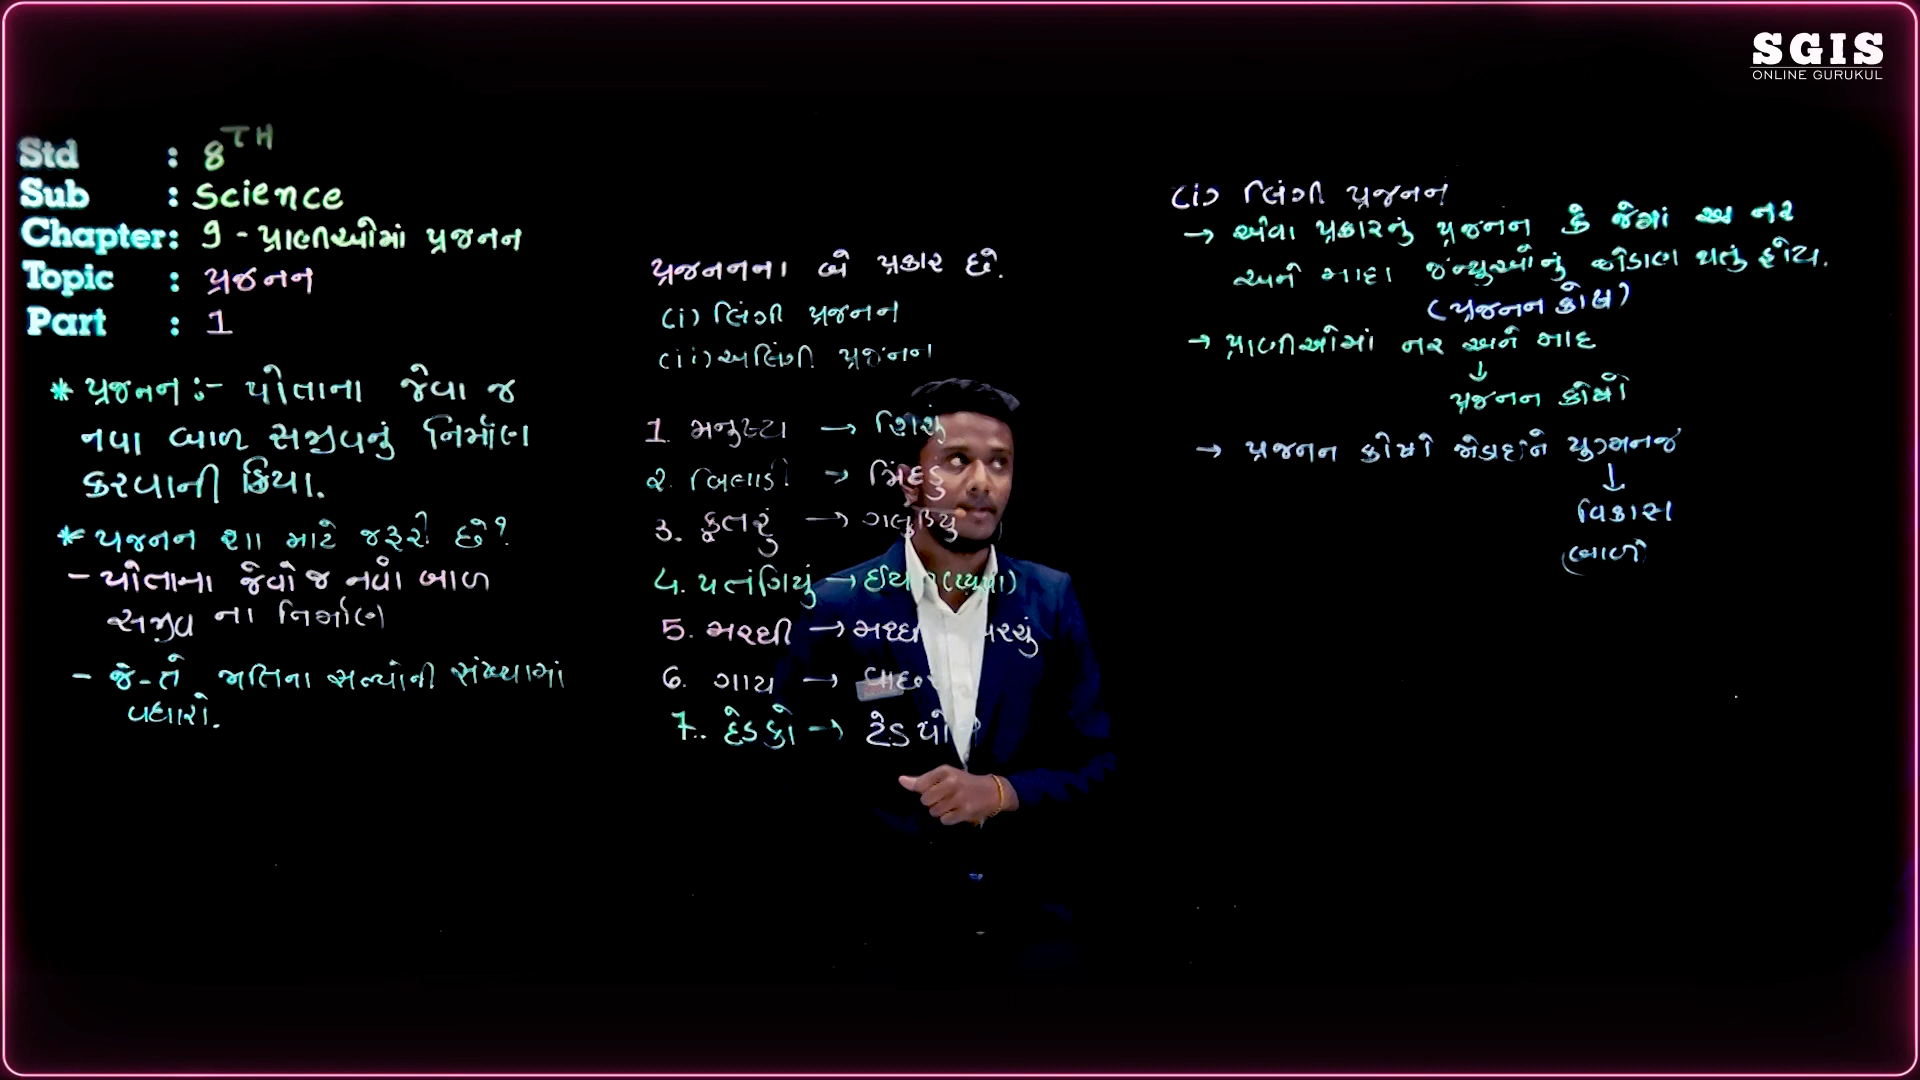 SGIS
ONLINE GURUKUL
Std : 8TH
Sub : Science
Chapter: 9 - પ્રાણીઓમાં પ્રજનન
Topic : પ્રજનન
Part : 1
* પ્રજનન :- પોતાના જેવા જ
નવા બાળ સજીવનું નિર્માણ
કરવાની ક્રિયા.
* પ્રજનન શા માટે જરૂરી છે?
- પોતાના જેવો જ નવાં બાળ
સજીવ ના નિર્માણ
- જે-તે જાતિના સભ્યોની સંખ્યામાં
વધારો.
પ્રજનનના બે પ્રકાર છે.
(i) લિંગી પ્રજનન
(ii) અલિંગી પ્રજનન
1. મનુષ્ય → શિશું
૨. બિલાડી → મિંદડુ
૩. કૂતરું → ગલુડિયુ
4. પતંગિયું → ઈયળ
5. મરઘી →
6. ગાય →
7. દેડકો → ટેડપોલ
(i) લિંગી પ્રજનન
→ એવા પ્રકારનું પ્રજનન કે જેમાં નર
અને માદા જન્યુઓનું જોડાણ થતું હોય.
(પ્રજનન કોષ)
→ પ્રાણીઓમાં નર અને માદા
↓
પ્રજનન કોષો
→ પ્રજનન કોષો જોડાઈને યુગ્મનજ
↓
વિકાસ